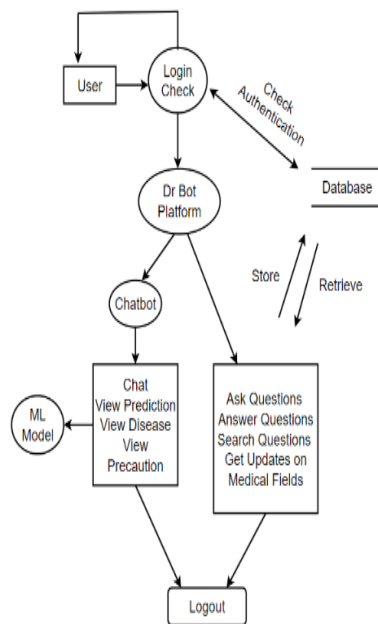 Login
Check
User
Check
Authentication
Dr Bot
Platform
Database
Store
Retrieve
Chatbot
Chat
View Prediction
View Disease
View
Precaution
ML
Model
Ask Questions
Answer Questions
Search Questions
Get Updates on
Medical Fields
Logout